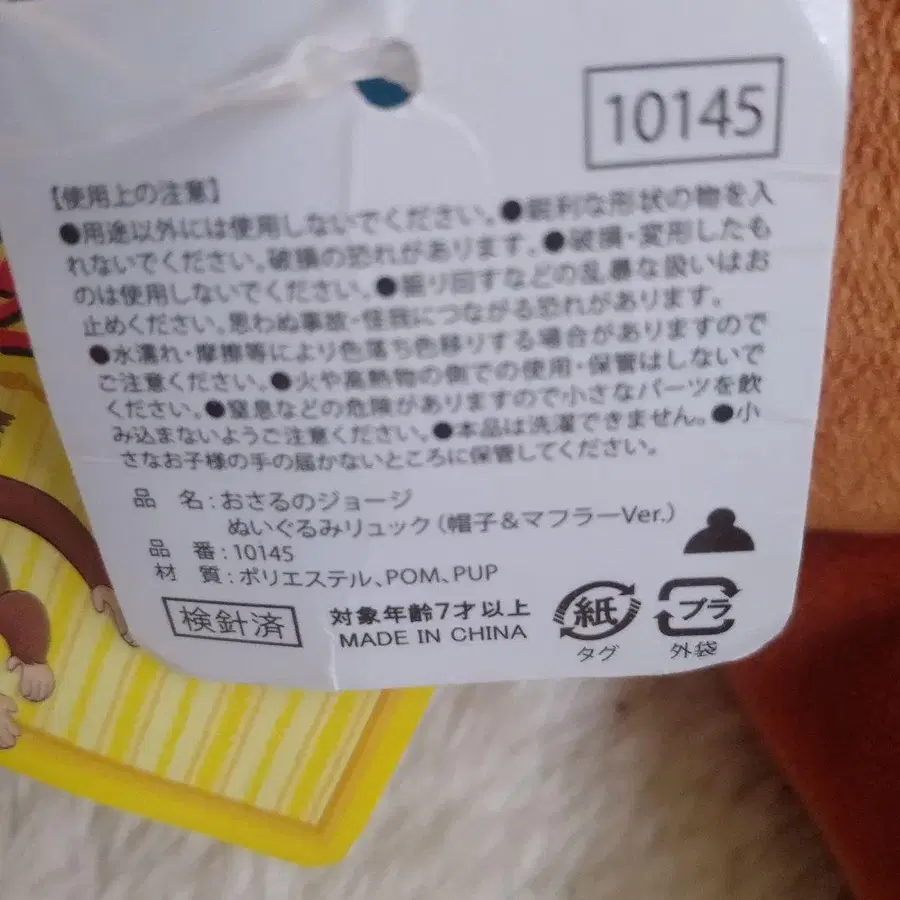 10145
【使用上の注意】
●用途以外には使用しないでください。●鋭利な形状の物を入
れないでください。破損の恐れがあります。●破損・変形したも
のは使用しないでください。●振り回すなどの乱暴な扱いはお
止めください。思わぬ事故・怪我につながる恐れがあります。
●水濡れ・摩擦等により色落ち色移りする場合がありますので
ご注意ください。●火や高熱物の側での使用・保管はしないで
ください。●窒息などの危険がありますので小さなパーツを飲
み込まないようご注意ください。●本品は洗濯できません。●小
さなお子様の手の届かないところに保管してください。
品 名：おさるのジョージ
ぬいぐるみリュック（帽子＆マフラーVer.）
品 番：10145
材 質：ポリエステル、POM、PUP
検針済
対象年齢7才以上
MADE IN CHINA
紙
タグ
プラ
外袋